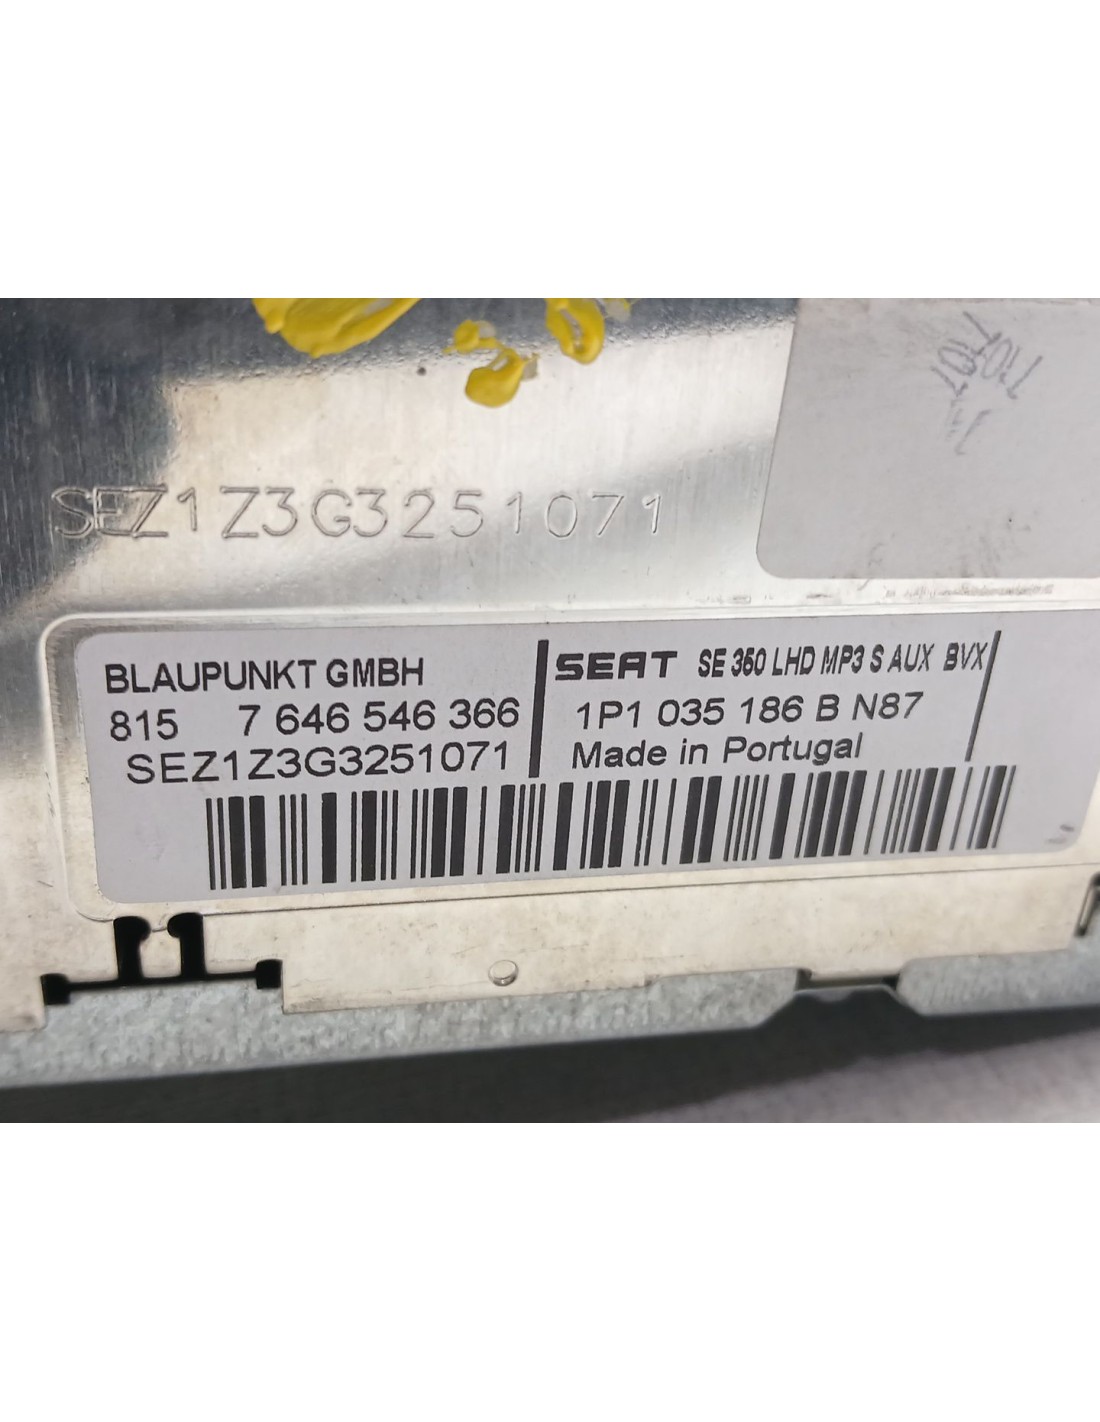 SEZ1Z3G3251071
BLAUPUNKT GMBH
815 7 646 546 366
SEZ1Z3G3251071
SEAT SE 350 LHD MP3 S AUX BVX
1P1 035 186 B N87
Made in Portugal